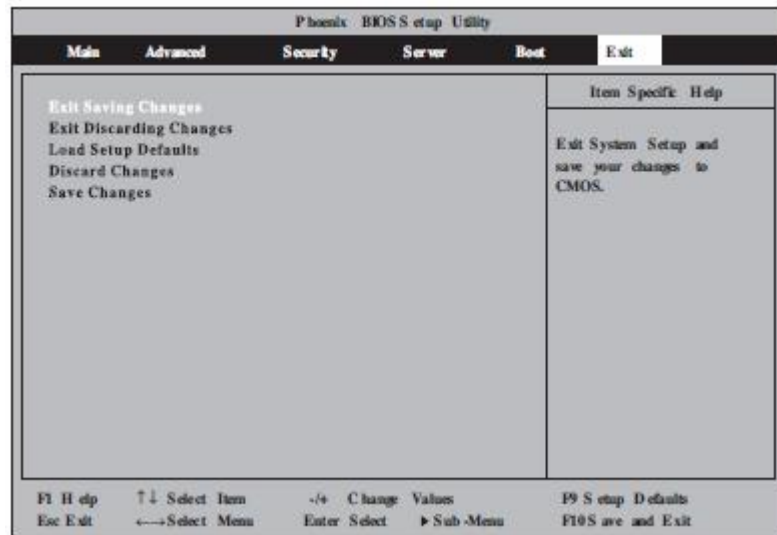 Phoenix BIOS Setup Utility
Main Advanced Security Server Boot Exit
Exit Saving Changes
Exit Discarding Changes
Load Setup Defaults
Discard Changes
Save Changes
Item Specific Help
Exit System Setup and
save your changes to
CMOS.
F1 Help ↑↓ Select Item -/+ Change Values F9 Setup Defaults
Esc Exit ←→Select Menu Enter Select ▶Sub-Menu F10Save and Exit